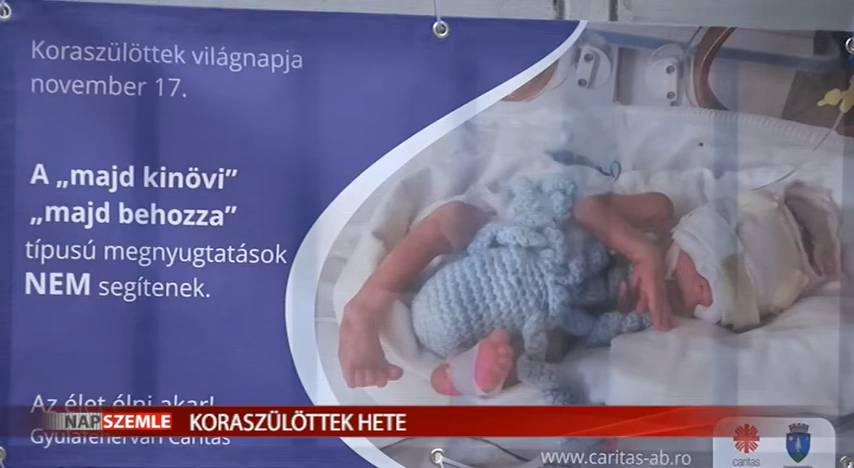 Koraszülöttek világnapja
november 17.
A „majd kinövi”
„majd behozza”
típusú megnyugtatások
NEM segítenek.
Az élet élni akar!
Gyulafehérvári Caritas
NAPSZEMLE KORASZÜLÖTTEK HETE
caritas
www.caritas-ab.ro